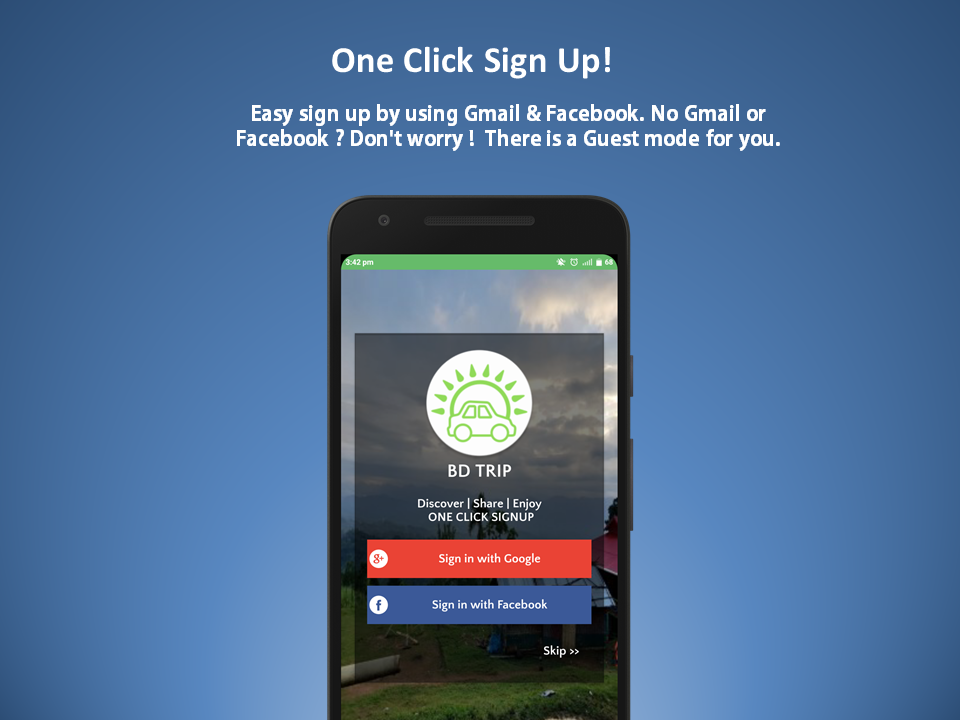 One Click Sign Up!
Easy sign up by using Gmail & Facebook. No Gmail or
Facebook ? Don't worry !  There is a Guest mode for you.
3:42 pm
68
BD TRIP
Discover | Share | Enjoy
ONE CLICK SIGNUP
g+ Sign in with Google
f Sign in with Facebook
Skip >>